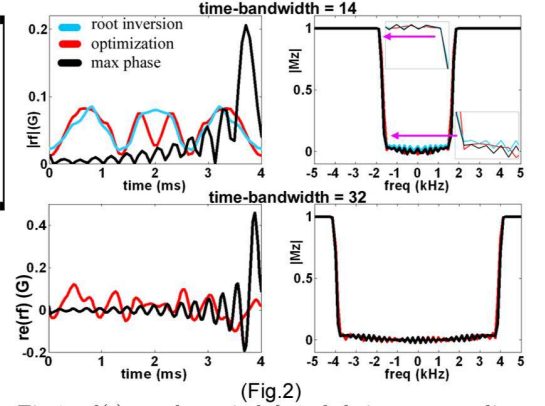 time-bandwidth = 14
root inversion
optimization
max phase
|rf|(G)
0.2
0.1
0
0 1 2 3 4
time (ms)
|Mz|
1
0.5
0
-5 -4 -3 -2 -1 0 1 2 3 4 5
freq (kHz)
time-bandwidth = 32
re(rf) (G)
0.4
0.2
0
-0.2
0 1 2 3 4
time (ms)
|Mz|
1
0.5
0
-5 -4 -3 -2 -1 0 1 2 3 4 5
freq (kHz)
(Fig.2)